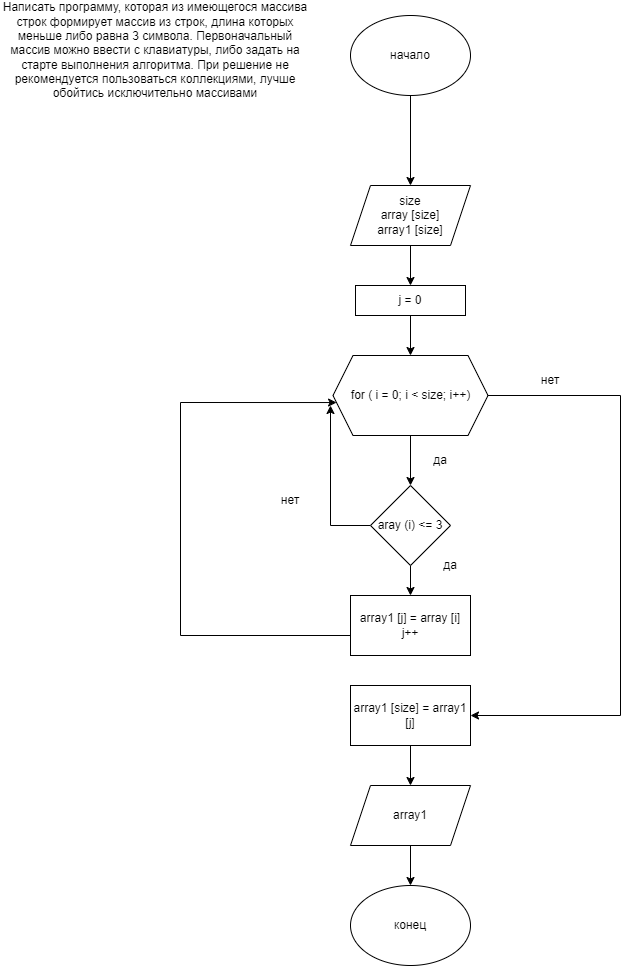 Написать программу, которая из имеющегося массива
строк формирует массив из строк, длина которых
меньше либо равна 3 символа. Первоначальный
массив можно ввести с клавиатуры, либо задать на
старте выполнения алгоритма. При решение не
рекомендуется пользоваться коллекциями, лучше
обойтись исключительно массивами
начало
size
array [size]
array1 [size]
j = 0
for ( i = 0; i < size; i++)
нет
да
нет
aray (i) <= 3
да
array1 [j] = array [i]
j++
array1 [size] = array1
[j]
array1
конец